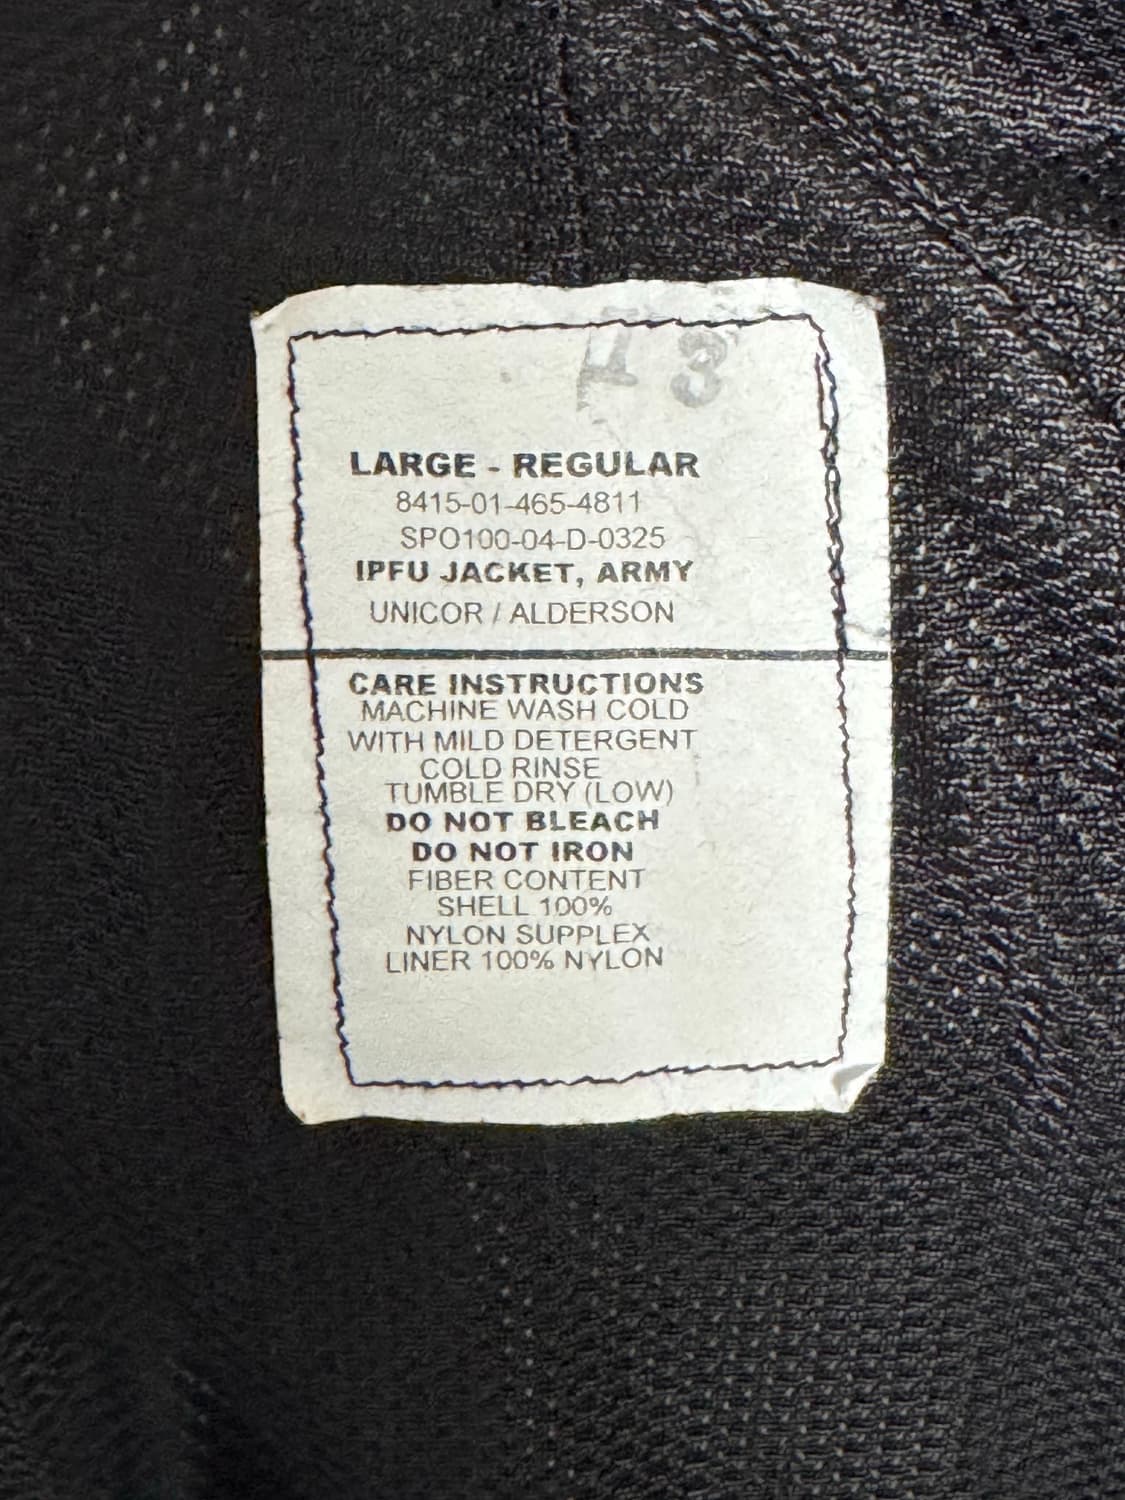 13
LARGE - REGULAR
8415-01-465-4811
SPO100-04-D-0325
IPFU JACKET, ARMY
UNICOR / ALDERSON
CARE INSTRUCTIONS
MACHINE WASH COLD
WITH MILD DETERGENT
COLD RINSE
TUMBLE DRY (LOW)
DO NOT BLEACH
DO NOT IRON
FIBER CONTENT
SHELL 100%
NYLON SUPPLEX
LINER 100% NYLON